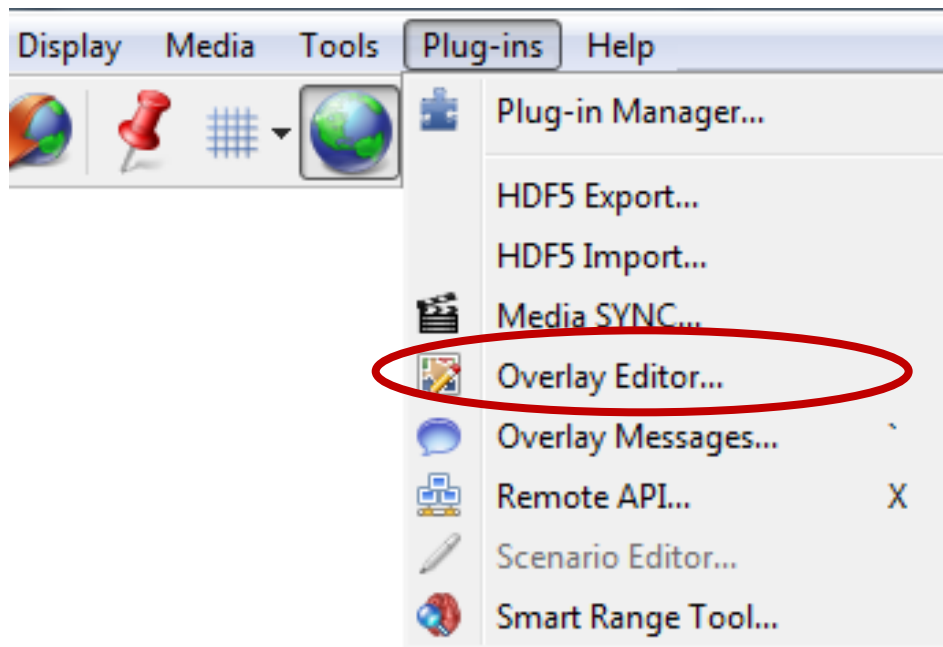 Display Media Tools Plug-ins Help
Plug-in Manager...
HDF5 Export...
HDF5 Import...
Media SYNC...
Overlay Editor...
Overlay Messages... `
Remote API... X
Scenario Editor...
Smart Range Tool...